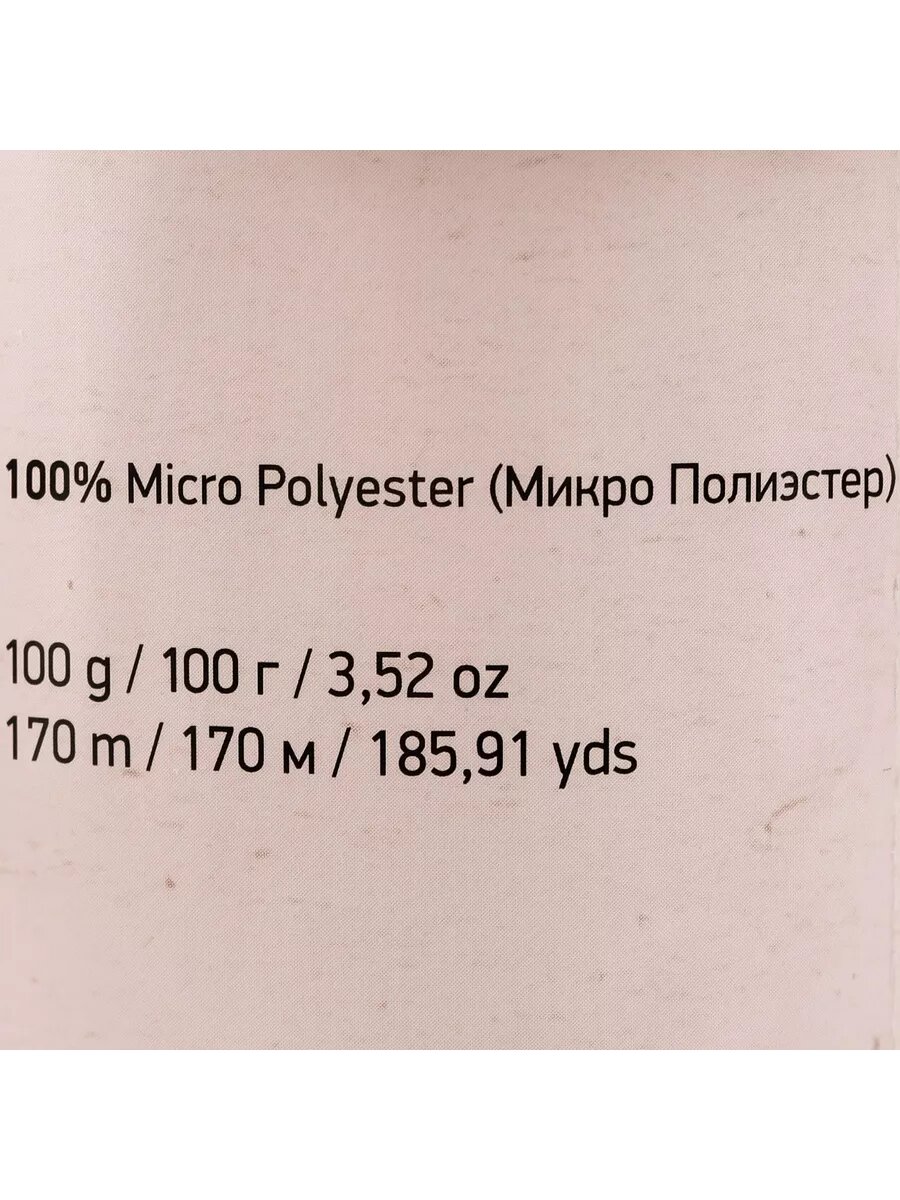 100% Micro Polyester (Микро Полиэстер)
100 g / 100 г / 3,52 oz
170 m / 170 м / 185,91 yds